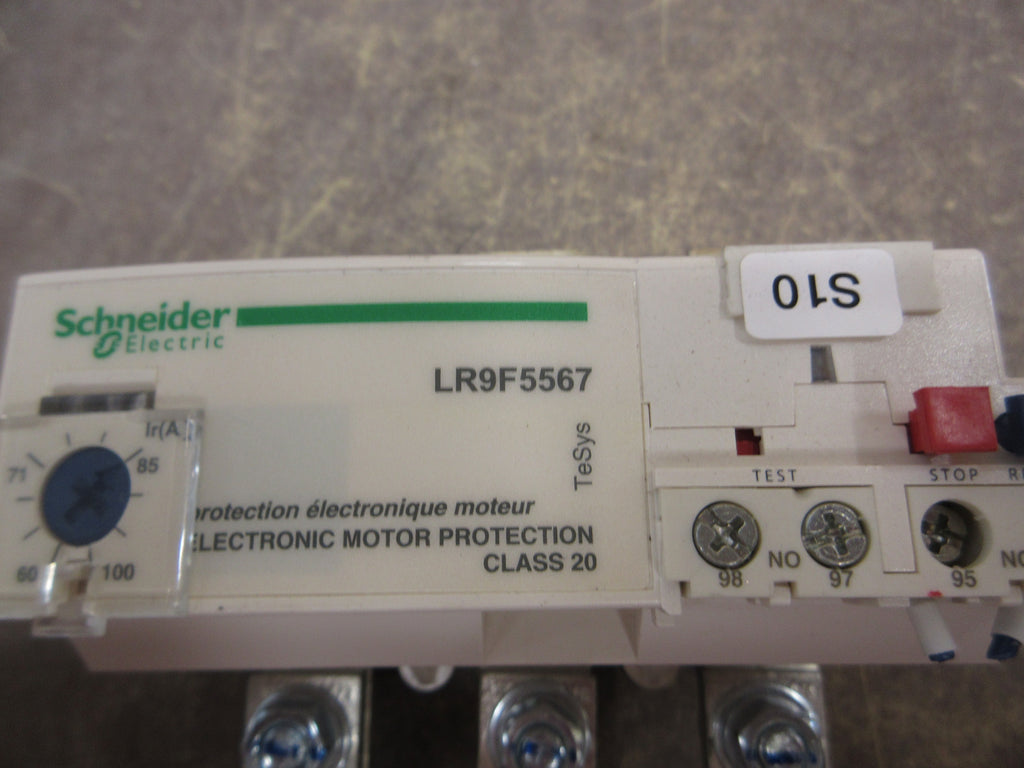 Schneider
Electric
LR9F5567
TeSys
Ir(A
71
85
60
100
protection électronique moteur
ELECTRONIC MOTOR PROTECTION
CLASS 20
S10
TEST
STOP
98
NO
97
95